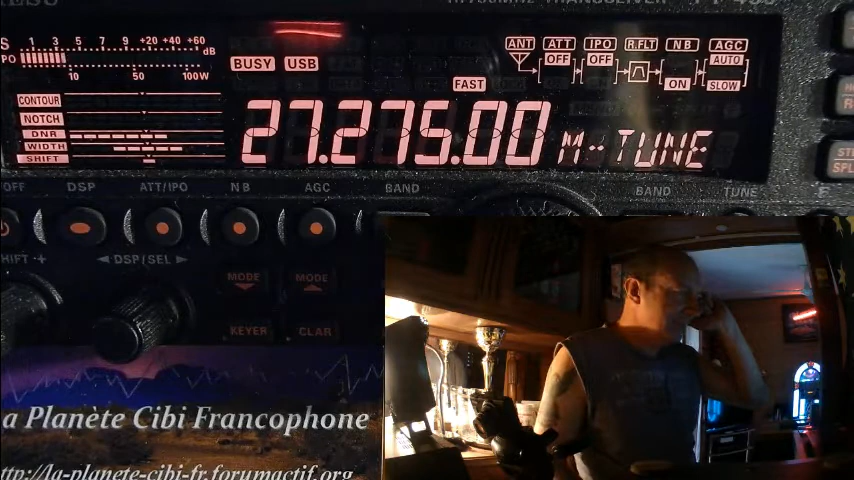 S 1 3 5 7 9 +20 +40 +60 dB
PO 10 50 100W
BUSY USB
ANT ATT IPO R.FLT NB AGC
OFF OFF AUTO
FAST ON SLOW
CONTOUR
NOTCH
DNR
WIDTH
SHIFT
27.275.00 M-TUNE
OFF DSP ATT/IPO NB AGC BAND BAND TUNE
SHIFT -+ ◄DSP/SEL►
MODE MODE
KEYER CLAR
a Planète Cibi Francophone
ttp://la-planete-cibi-fr.forumactif.org